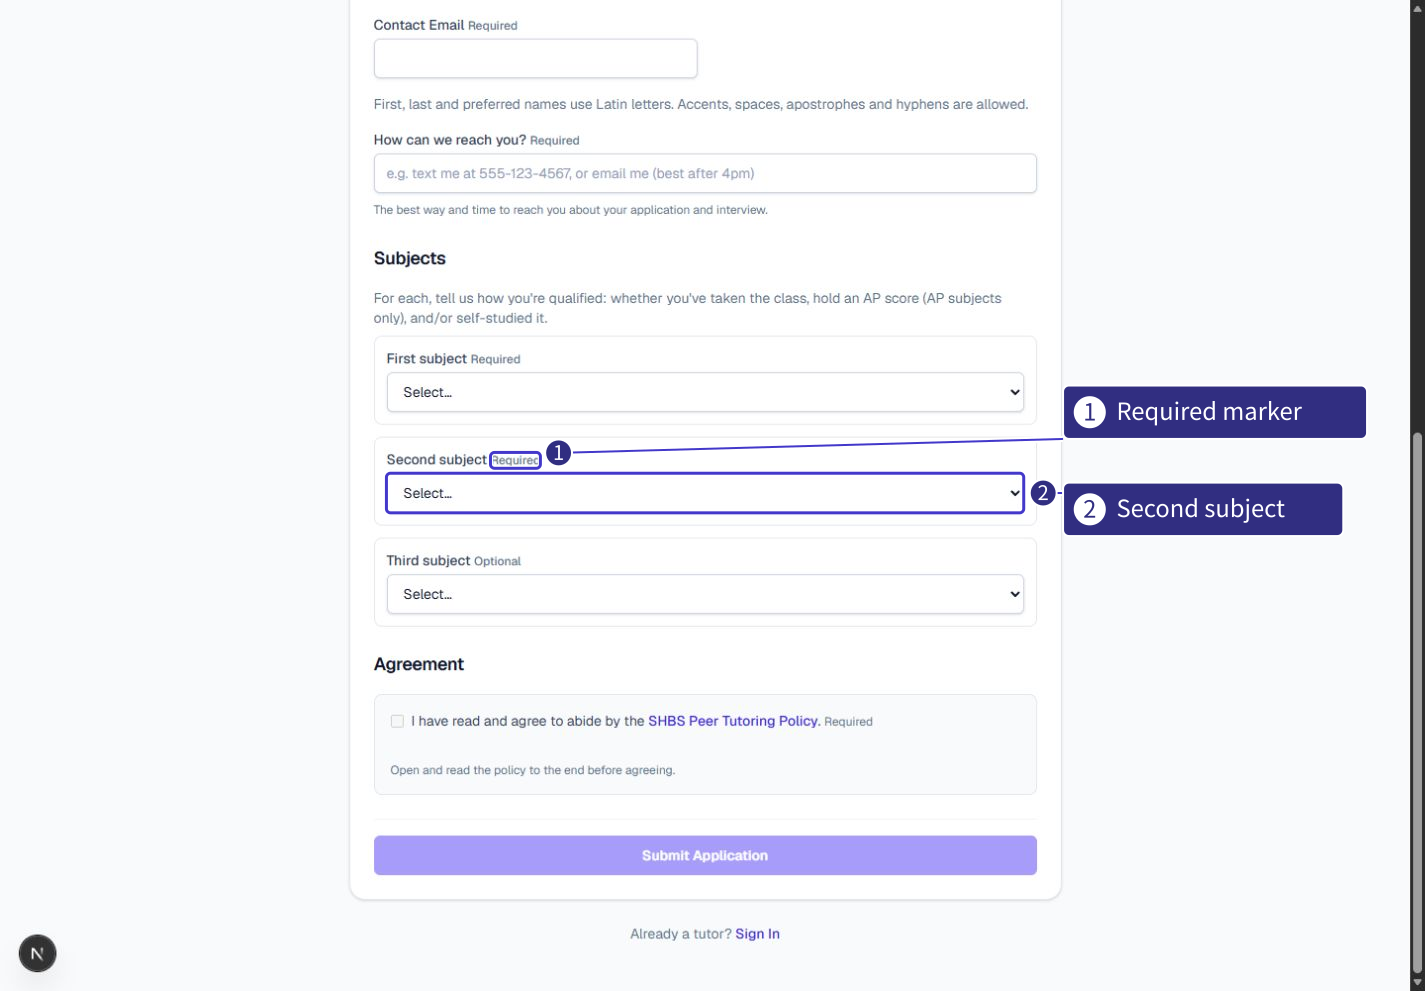 Contact Email Required
First, last and preferred names use Latin letters. Accents, spaces, apostrophes and hyphens are allowed.
How can we reach you? Required
e.g. text me at 555-123-4567, or email me (best after 4pm)
The best way and time to reach you about your application and interview.
Subjects
For each, tell us how you're qualified: whether you've taken the class, hold an AP score (AP subjects
only), and/or self-studied it.
First subject Required
Select...
1 Required marker
Second subject Required 1
Select...
2
2 Second subject
Third subject Optional
Select...
Agreement
I have read and agree to abide by the SHBS Peer Tutoring Policy. Required
Open and read the policy to the end before agreeing.
Submit Application
Already a tutor? Sign In
N